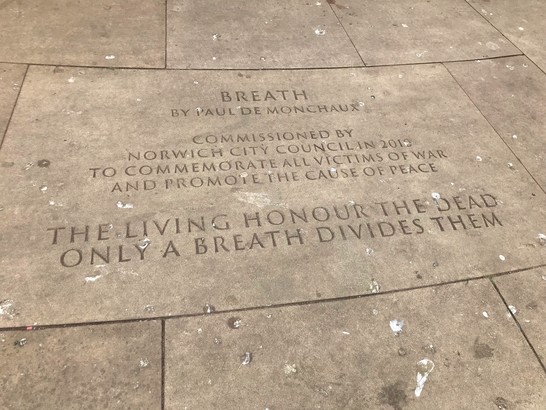 BREATH
BY PAUL DE MONCHAUX
COMMISSIONED BY
NORWICH CITY COUNCIL IN
TO COMMEMORATE ALL VICTIMS OF WAR
AND PROMOTE THE CAUSE OF PEACE
THE LIVING HONOUR THE DEAD
ONLY A BREATH DIVIDES THEM